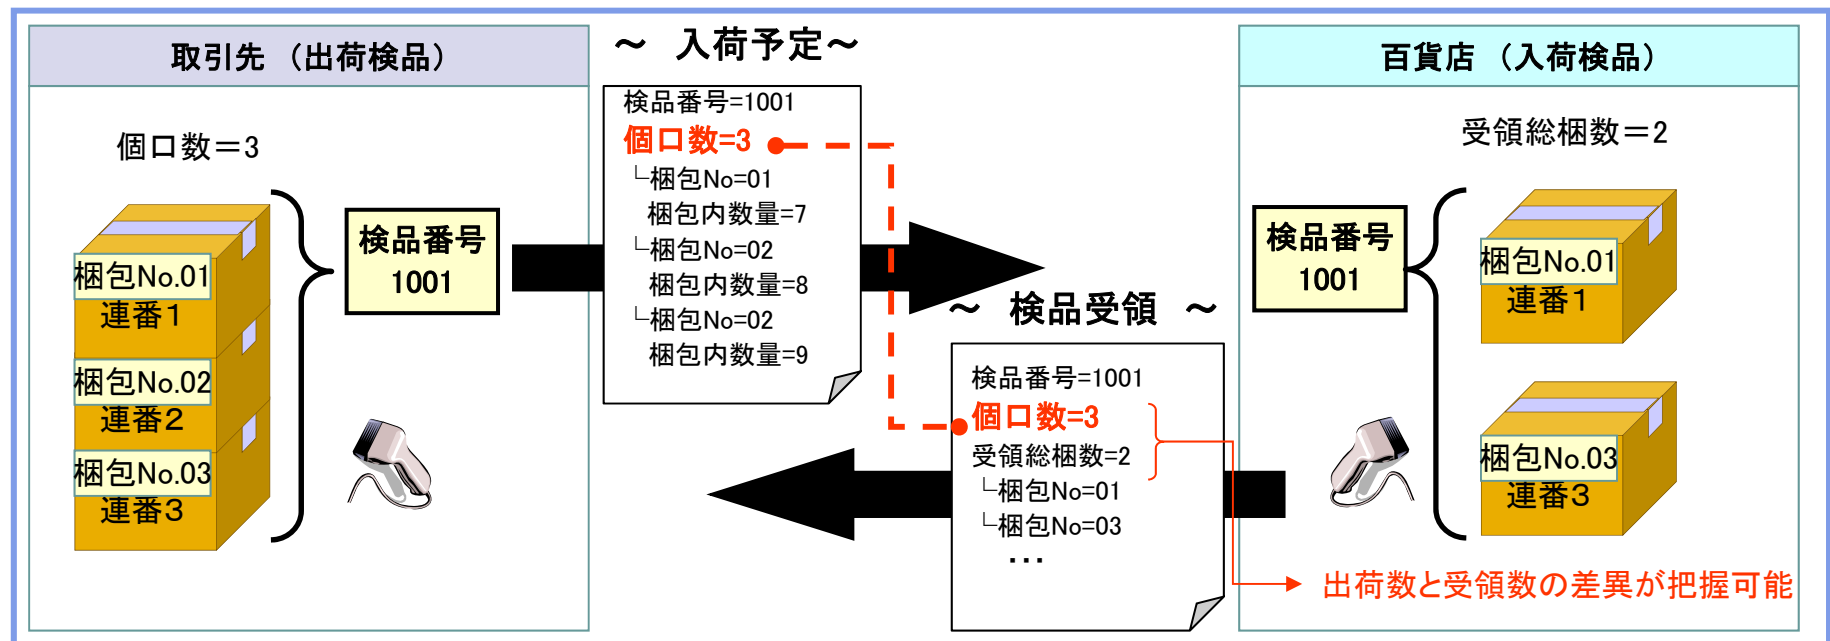 取引先 （出荷検品）
個口数＝3
梱包No.01
連番１
梱包No.02
連番２
梱包No.03
連番３
検品番号
1001
～ 入荷予定～
検品番号=1001
個口数=3
└梱包No=01
梱包内数量=7
└梱包No=02
梱包内数量=8
└梱包No=02
梱包内数量=9
～ 検品受領 ～
検品番号=1001
個口数=3
受領総梱数=2
└梱包No=01
└梱包No=03
･･･
百貨店 （入荷検品）
受領総梱数＝2
検品番号
1001
梱包No.01
連番１
梱包No.03
連番３
出荷数と受領数の差異が把握可能